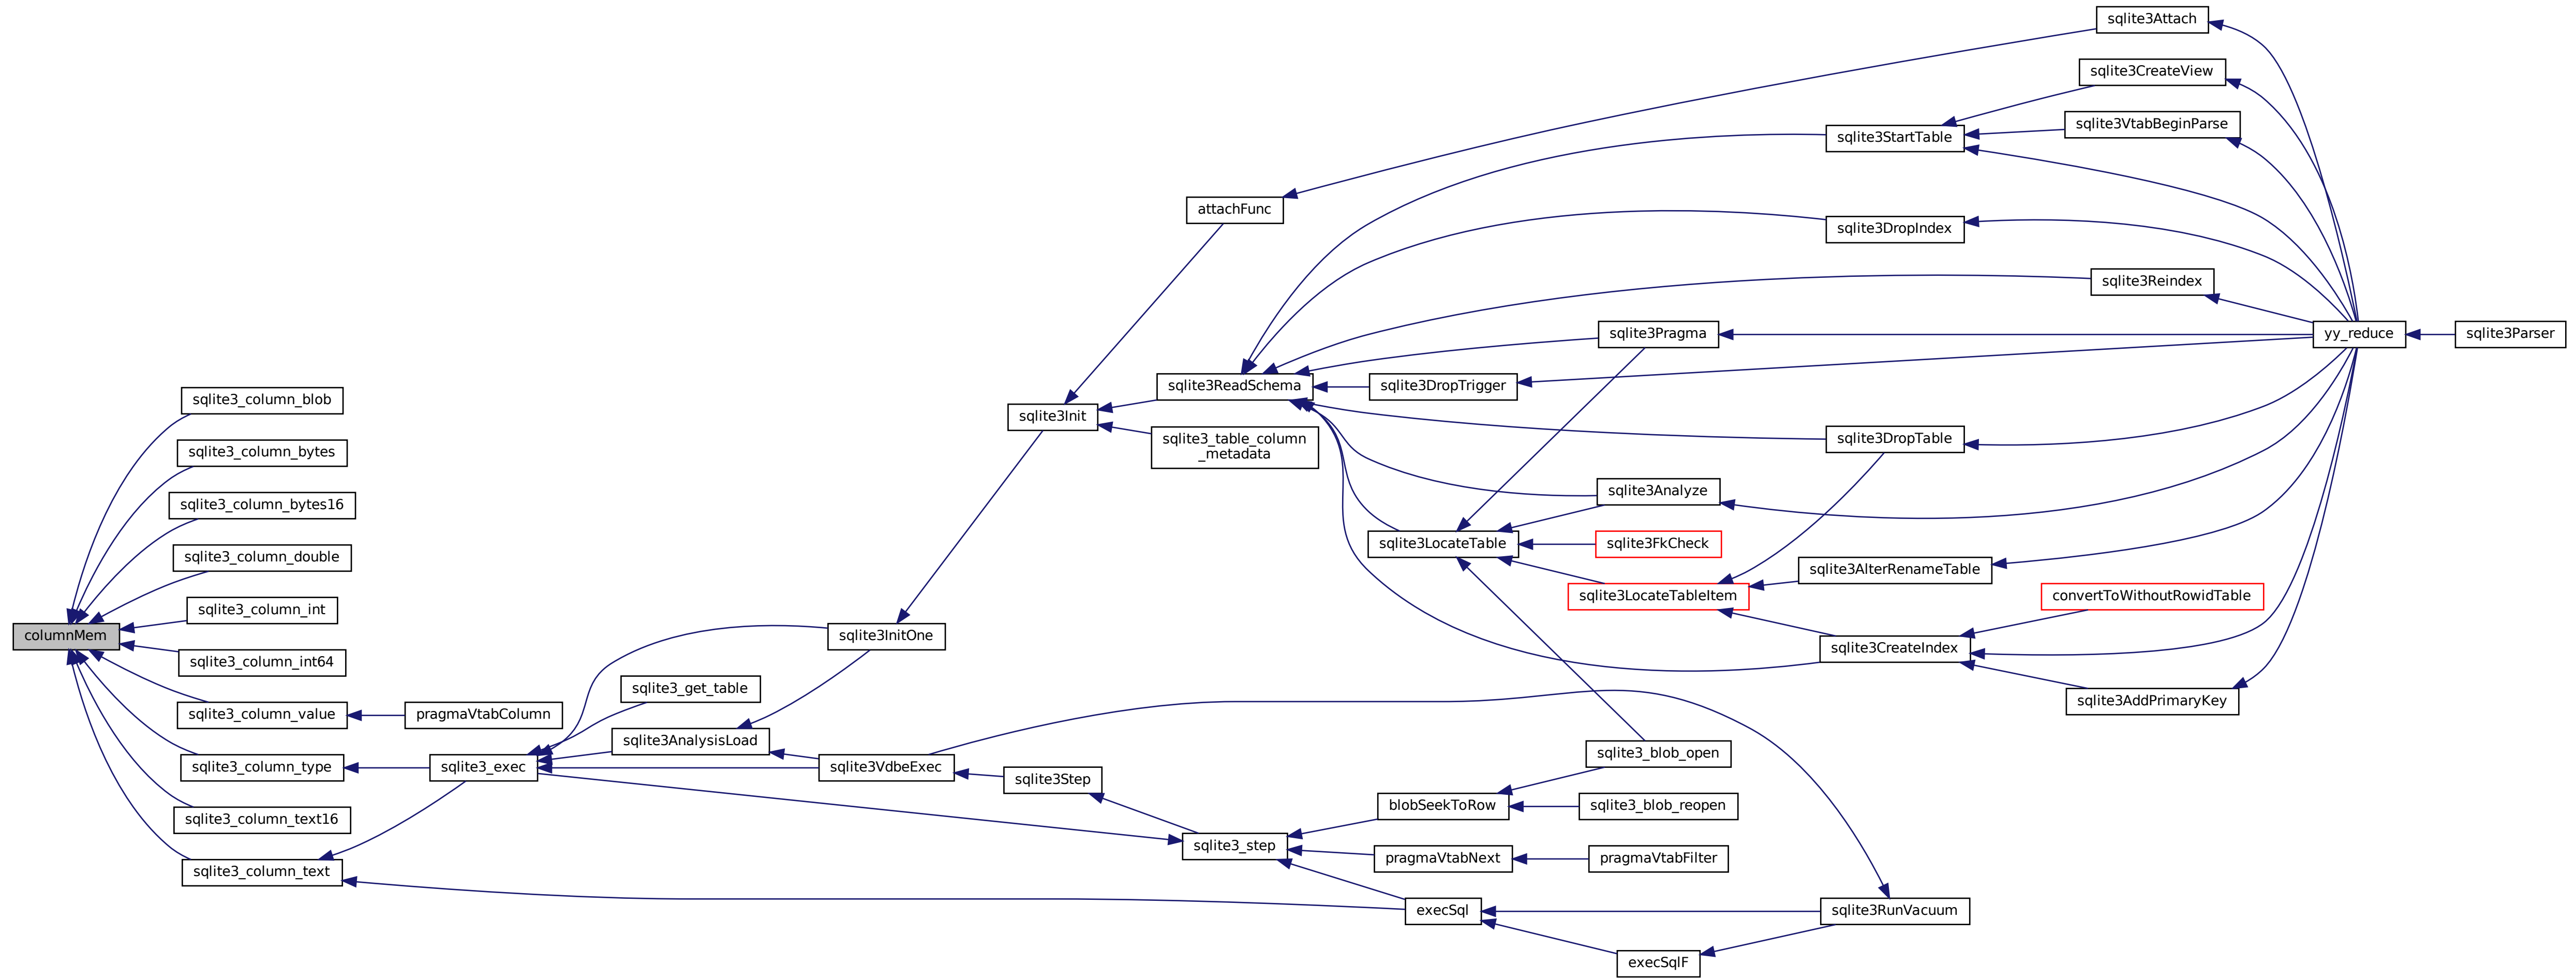 sqlite3Attach
sqlite3CreateView
sqlite3VtabBeginParse
sqlite3StartTable
attachFunc
sqlite3DropIndex
sqlite3Reindex
sqlite3Pragma
yy_reduce
sqlite3Parser
sqlite3ReadSchema
sqlite3DropTrigger
sqlite3_column_blob
sqlite3Init
sqlite3_table_column
_metadata
sqlite3DropTable
sqlite3_column_bytes
sqlite3Analyze
sqlite3_column_bytes16
sqlite3LocateTable
sqlite3FkCheck
sqlite3_column_double
sqlite3AlterRenameTable
sqlite3LocateTableItem
convertToWithoutRowidTable
sqlite3_column_int
columnMem
sqlite3InitOne
sqlite3CreateIndex
sqlite3_column_int64
sqlite3_get_table
sqlite3AddPrimaryKey
sqlite3_column_value
pragmaVtabColumn
sqlite3AnalysisLoad
sqlite3_blob_open
sqlite3_column_type
sqlite3_exec
sqlite3VdbeExec
sqlite3Step
blobSeekToRow
sqlite3_blob_reopen
sqlite3_column_text16
sqlite3_step
pragmaVtabNext
pragmaVtabFilter
sqlite3_column_text
execSql
sqlite3RunVacuum
execSqlF